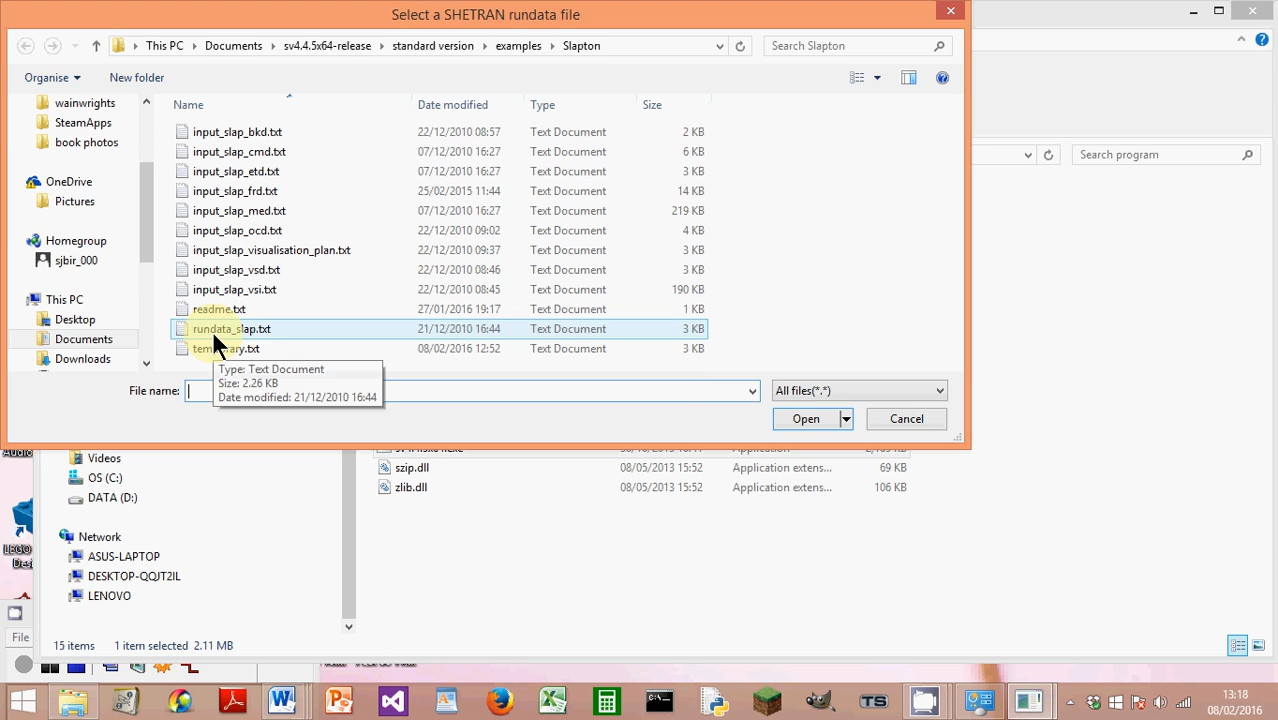 Select a SHETRAN rundata file
This PC Documents sv4.4.5x64-release standard version examples Slapton
Search Slapton
Organise New folder
Name Date modified Type Size
wainwrights
SteamApps
book photos
OneDrive
Pictures
Homegroup
sjbir_000
This PC
Desktop
Documents
Downloads
input_slap_bkd.txt 22/12/2010 08:57 Text Document 2 KB
input_slap_cmd.txt 07/12/2010 16:27 Text Document 6 KB
input_slap_etd.txt 07/12/2010 16:27 Text Document 3 KB
input_slap_frd.txt 25/02/2015 11:44 Text Document 14 KB
input_slap_med.txt 07/12/2010 16:27 Text Document 219 KB
input_slap_ocd.txt 22/12/2010 09:02 Text Document 4 KB
input_slap_visualisation_plan.txt 22/12/2010 09:37 Text Document 3 KB
input_slap_vsd.txt 22/12/2010 08:46 Text Document 3 KB
input_slap_vsi.txt 22/12/2010 08:45 Text Document 190 KB
readme.txt 27/01/2016 19:17 Text Document 1 KB
rundata_slap.txt 21/12/2010 16:44 Text Document 3 KB
temporary.txt 08/02/2016 12:52 Text Document 3 KB
Type: Text Document
Size: 2.26 KB
Date modified: 21/12/2010 16:44
File name:
All files(*.*)
Open Cancel
Search program
Application
szip.dll 08/05/2013 15:52 Application extens... 69 KB
zlib.dll 08/05/2013 15:52 Application extens... 106 KB
Videos
OS (C:)
DATA (D:)
Network
ASUS-LAPTOP
DESKTOP-QQJT2IL
LENOVO
15 items 1 item selected 2.11 MB
LEGO
File
TS
13:18
08/02/2016